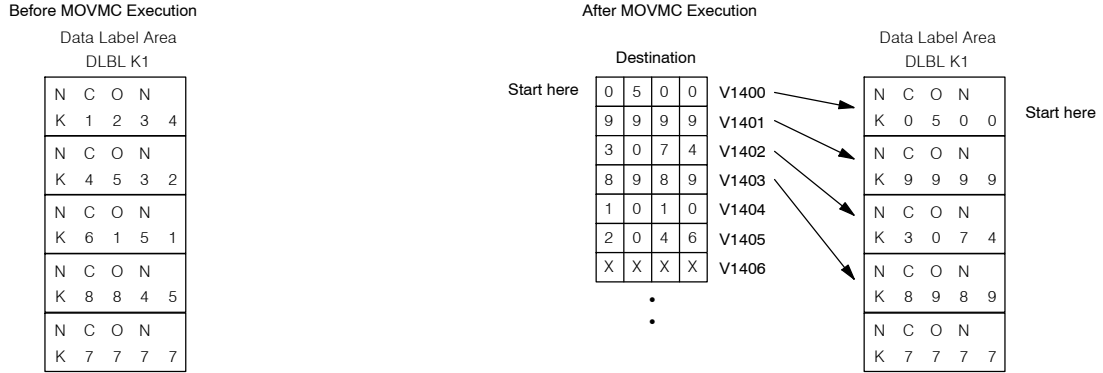 Before MOVMC Execution
Data Label Area
DLBL K1
N C O N
K 1 2 3 4
N C O N
K 4 5 3 2
N C O N
K 6 1 5 1
N C O N
K 8 8 4 5
N C O N
K 7 7 7 7
After MOVMC Execution
Destination
Start here
0 5 0 0 V1400
9 9 9 9 V1401
3 0 7 4 V1402
8 9 8 9 V1403
1 0 1 0 V1404
2 0 4 6 V1405
X X X X V1406
Data Label Area
DLBL K1
N C O N
K 0 5 0 0
Start here
N C O N
K 9 9 9 9
N C O N
K 3 0 7 4
N C O N
K 8 9 8 9
N C O N
K 7 7 7 7